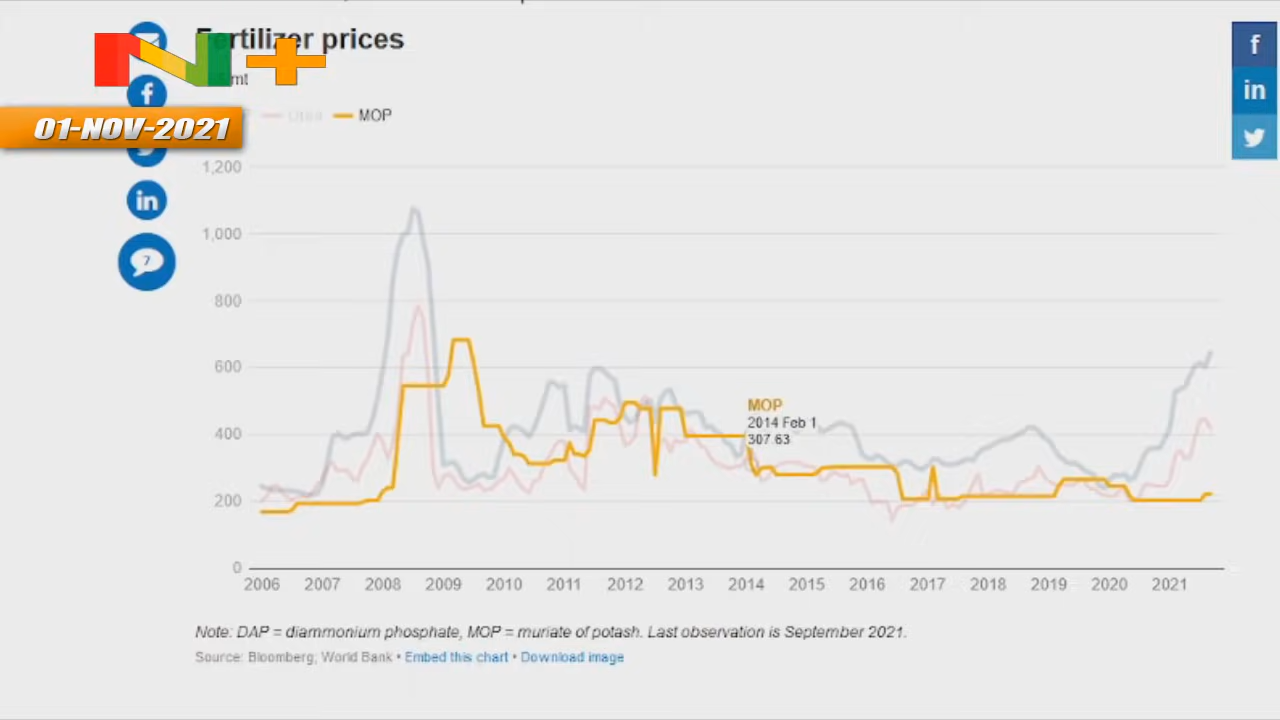 Fertilizer prices
N+
mt
01-NOV-2021
Urea
MOP
1,200
1,000
800
600
400
200
0
MOP
2014 Feb 1
307.63
2006 2007 2008 2009 2010 2011 2012 2013 2014 2015 2016 2017 2018 2019 2020 2021
7
f
in
f
in
Note: DAP = diammonium phosphate, MOP = muriate of potash. Last observation is September 2021.
Source: Bloomberg; World Bank • Embed this chart • Download image